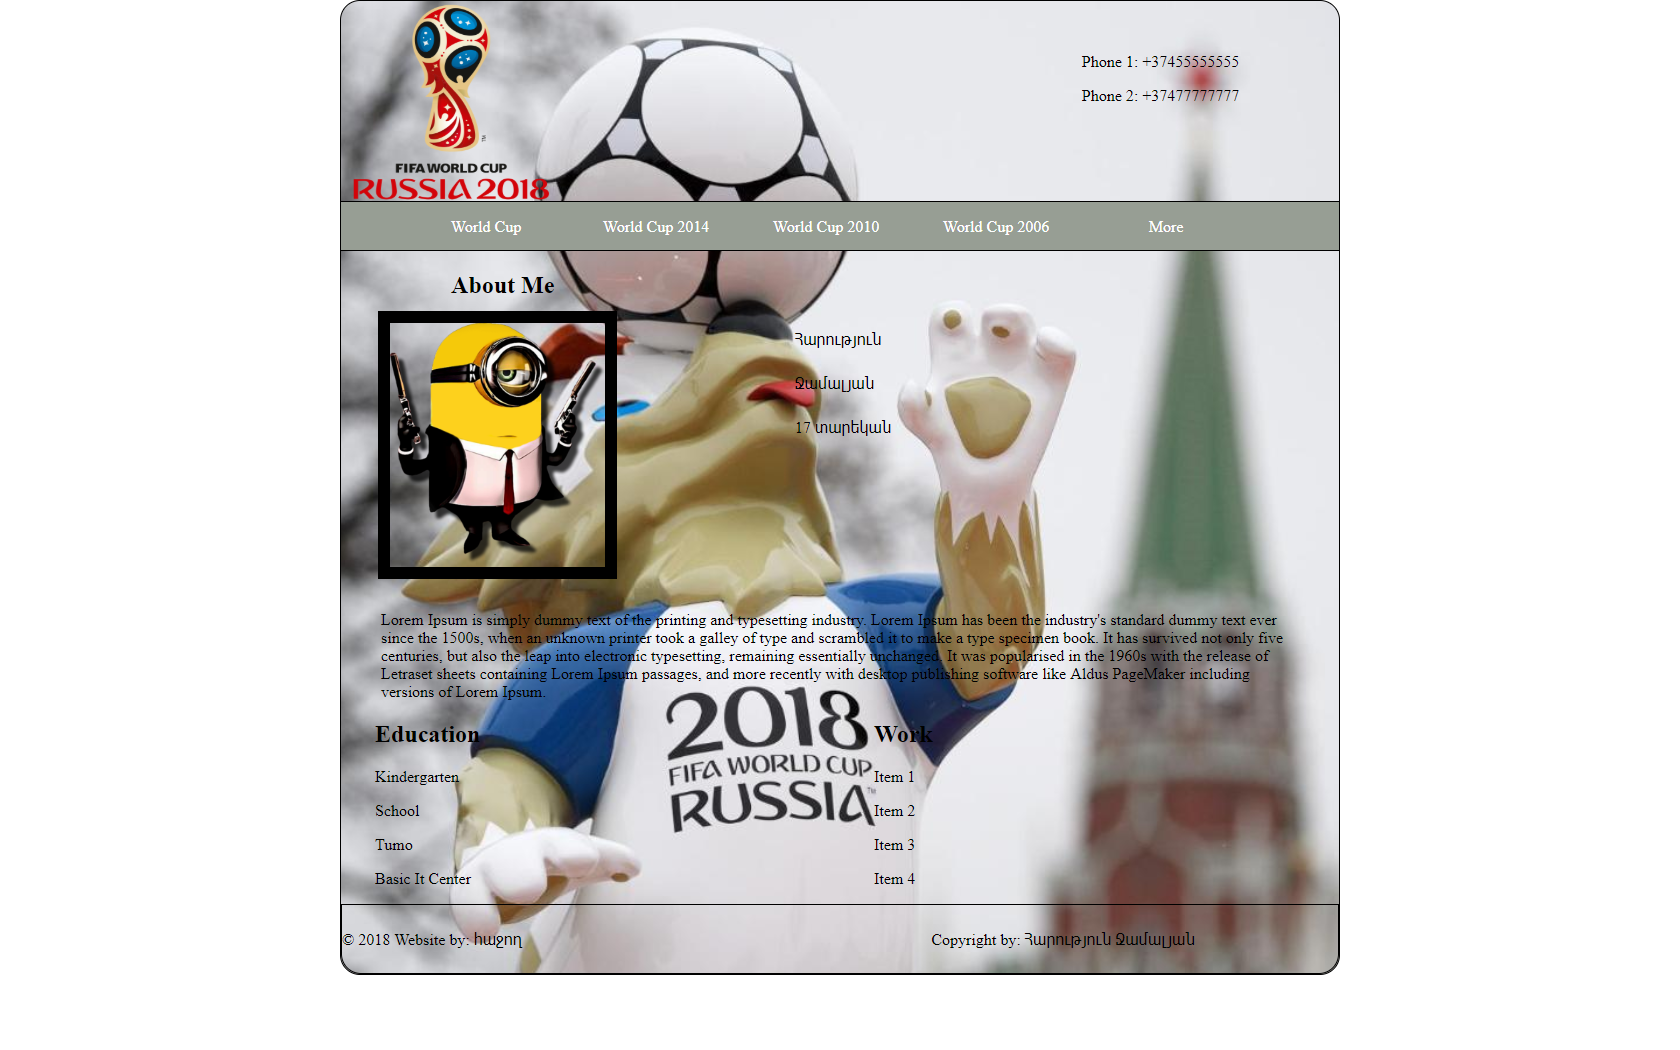 FIFA WORLD CUP
RUSSIA 2018
Phone 1: +37455555555
Phone 2: +37477777777
World Cup
World Cup 2014
World Cup 2010
World Cup 2006
More
About Me
Հարություն
Ջամալյան
17 տարեկան
Lorem Ipsum is simply dummy text of the printing and typesetting industry. Lorem Ipsum has been the industry's standard dummy text ever
since the 1500s, when an unknown printer took a galley of type and scrambled it to make a type specimen book. It has survived not only five
centuries, but also the leap into electronic typesetting, remaining essentially unchanged. It was popularised in the 1960s with the release of
Letraset sheets containing Lorem Ipsum passages, and more recently with desktop publishing software like Aldus PageMaker including
versions of Lorem Ipsum.
2018
FIFA WORLD CUP
RUSSIA
Education
Kindergarten
School
Tumo
Basic It Center
Work
Item 1
Item 2
Item 3
Item 4
© 2018 Website by: հաջող
Copyright by: Հարություն Ջամալյան